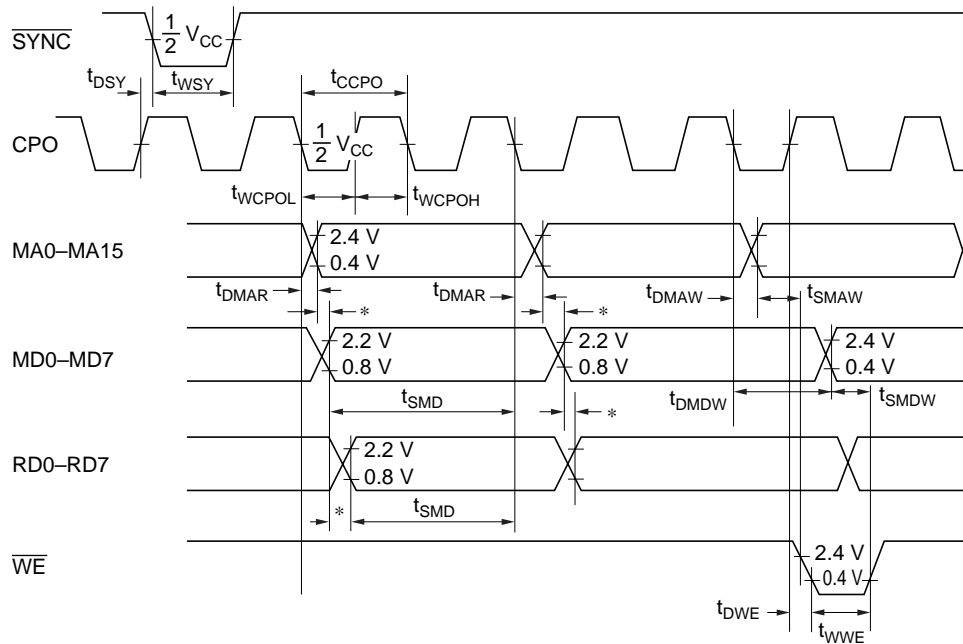 SYNC
1/2 VCC
tDSY
tWSY
tCCPO
CPO
1/2 VCC
tWCPOL
tWCPOH
MA0–MA15
2.4 V
0.4 V
tDMAR
tDMAR
tDMAW
tSMAW
*
*
MD0–MD7
2.2 V
0.8 V
2.2 V
0.8 V
2.4 V
0.4 V
tSMD
tDMDW
tSMDW
*
RD0–RD7
2.2 V
0.8 V
*
tSMD
WE
2.4 V
0.4 V
tDWE
tWWE